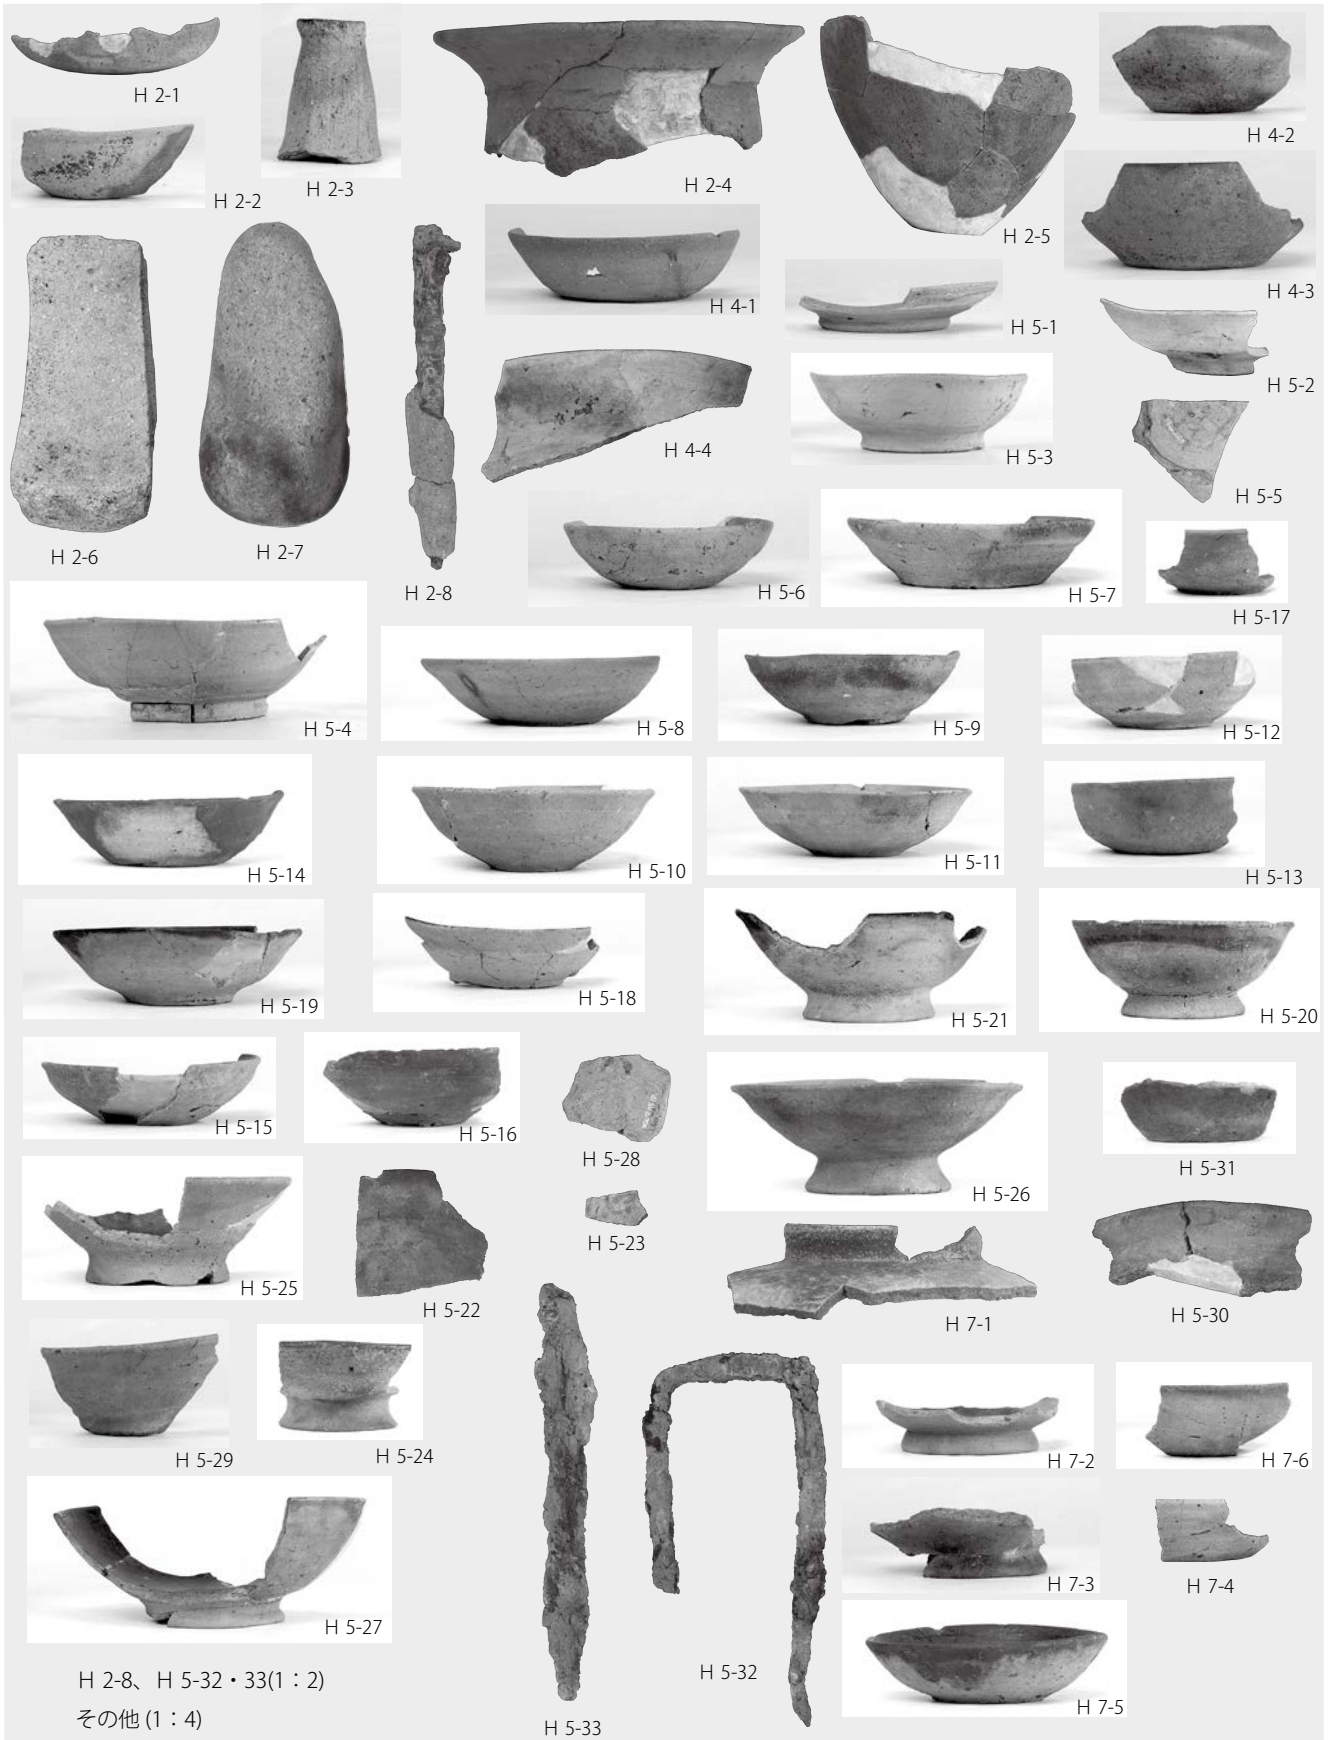 H 2-1
H 2-2
H 2-3
H 2-4
H 2-5
H 4-2
H 4-3
H 4-1
H 5-1
H 5-2
H 4-4
H 5-3
H 5-5
H 2-6
H 2-7
H 2-8
H 5-6
H 5-7
H 5-17
H 5-4
H 5-8
H 5-9
H 5-12
H 5-14
H 5-10
H 5-11
H 5-13
H 5-19
H 5-18
H 5-21
H 5-20
H 5-15
H 5-16
H 5-28
H 5-26
H 5-31
H 5-25
H 5-22
H 5-23
H 7-1
H 5-30
H 5-29
H 5-24
H 7-2
H 7-6
H 5-27
H 7-3
H 7-4
H 5-32
H 7-5
H 5-33
H 2-8、H 5-32・33(1：2)
その他 (1：4)